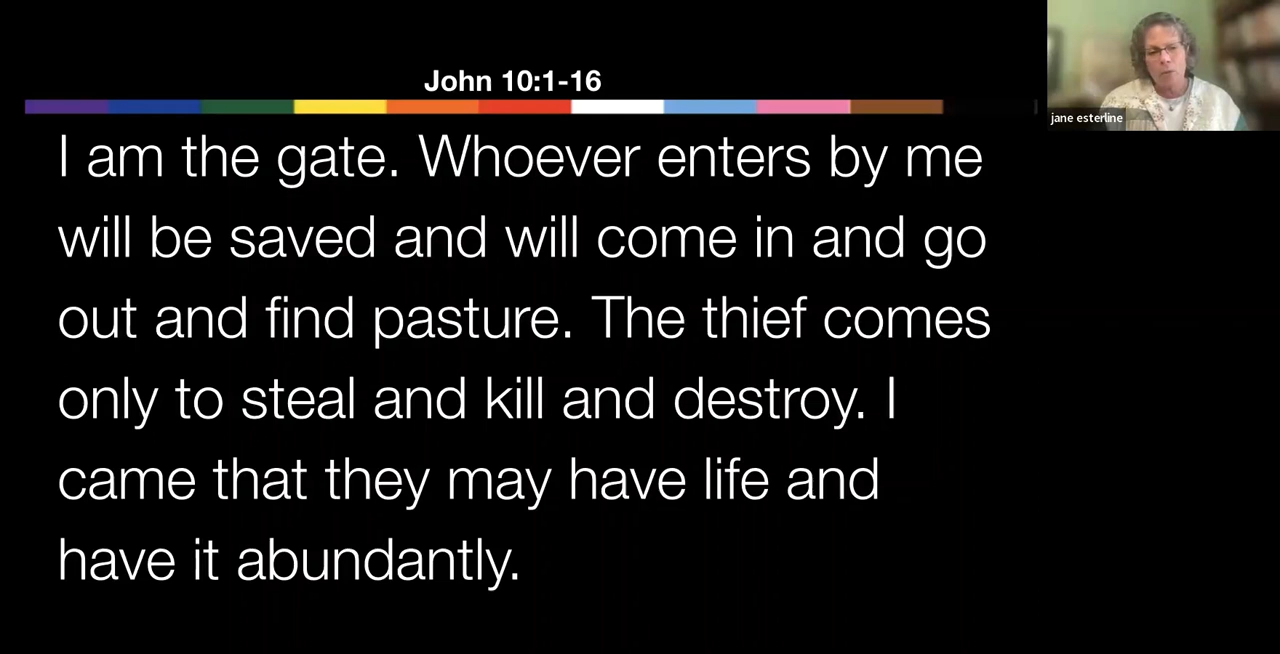 John 10:1-16
jane esterline
I am the gate. Whoever enters by me
will be saved and will come in and go
out and find pasture. The thief comes
only to steal and kill and destroy. I
came that they may have life and
have it abundantly.